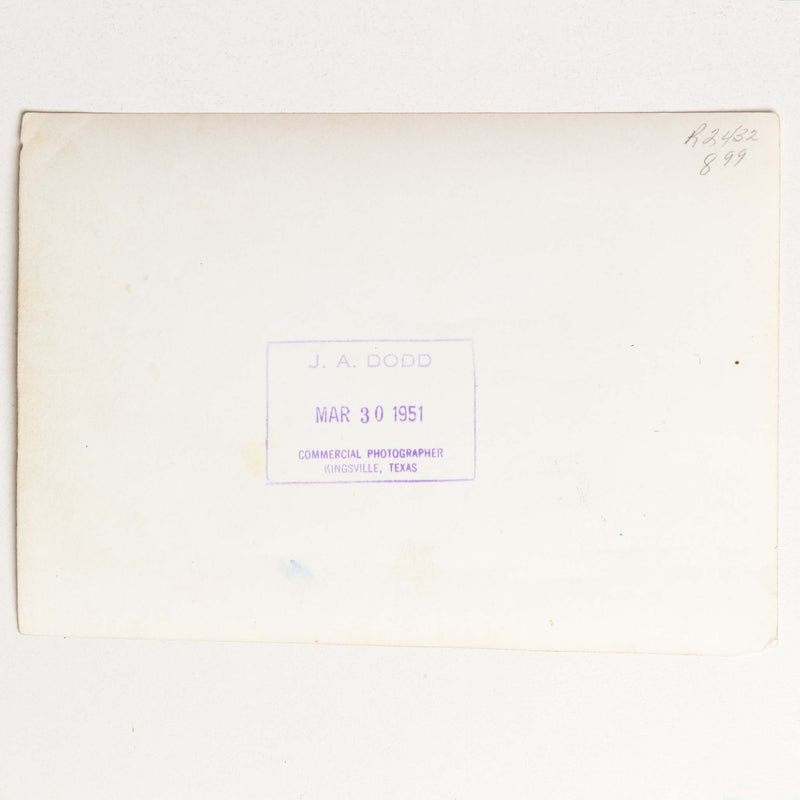 R2432
899
J. A. DODD
MAR 30 1951
COMMERCIAL PHOTOGRAPHER
KINGSVILLE, TEXAS